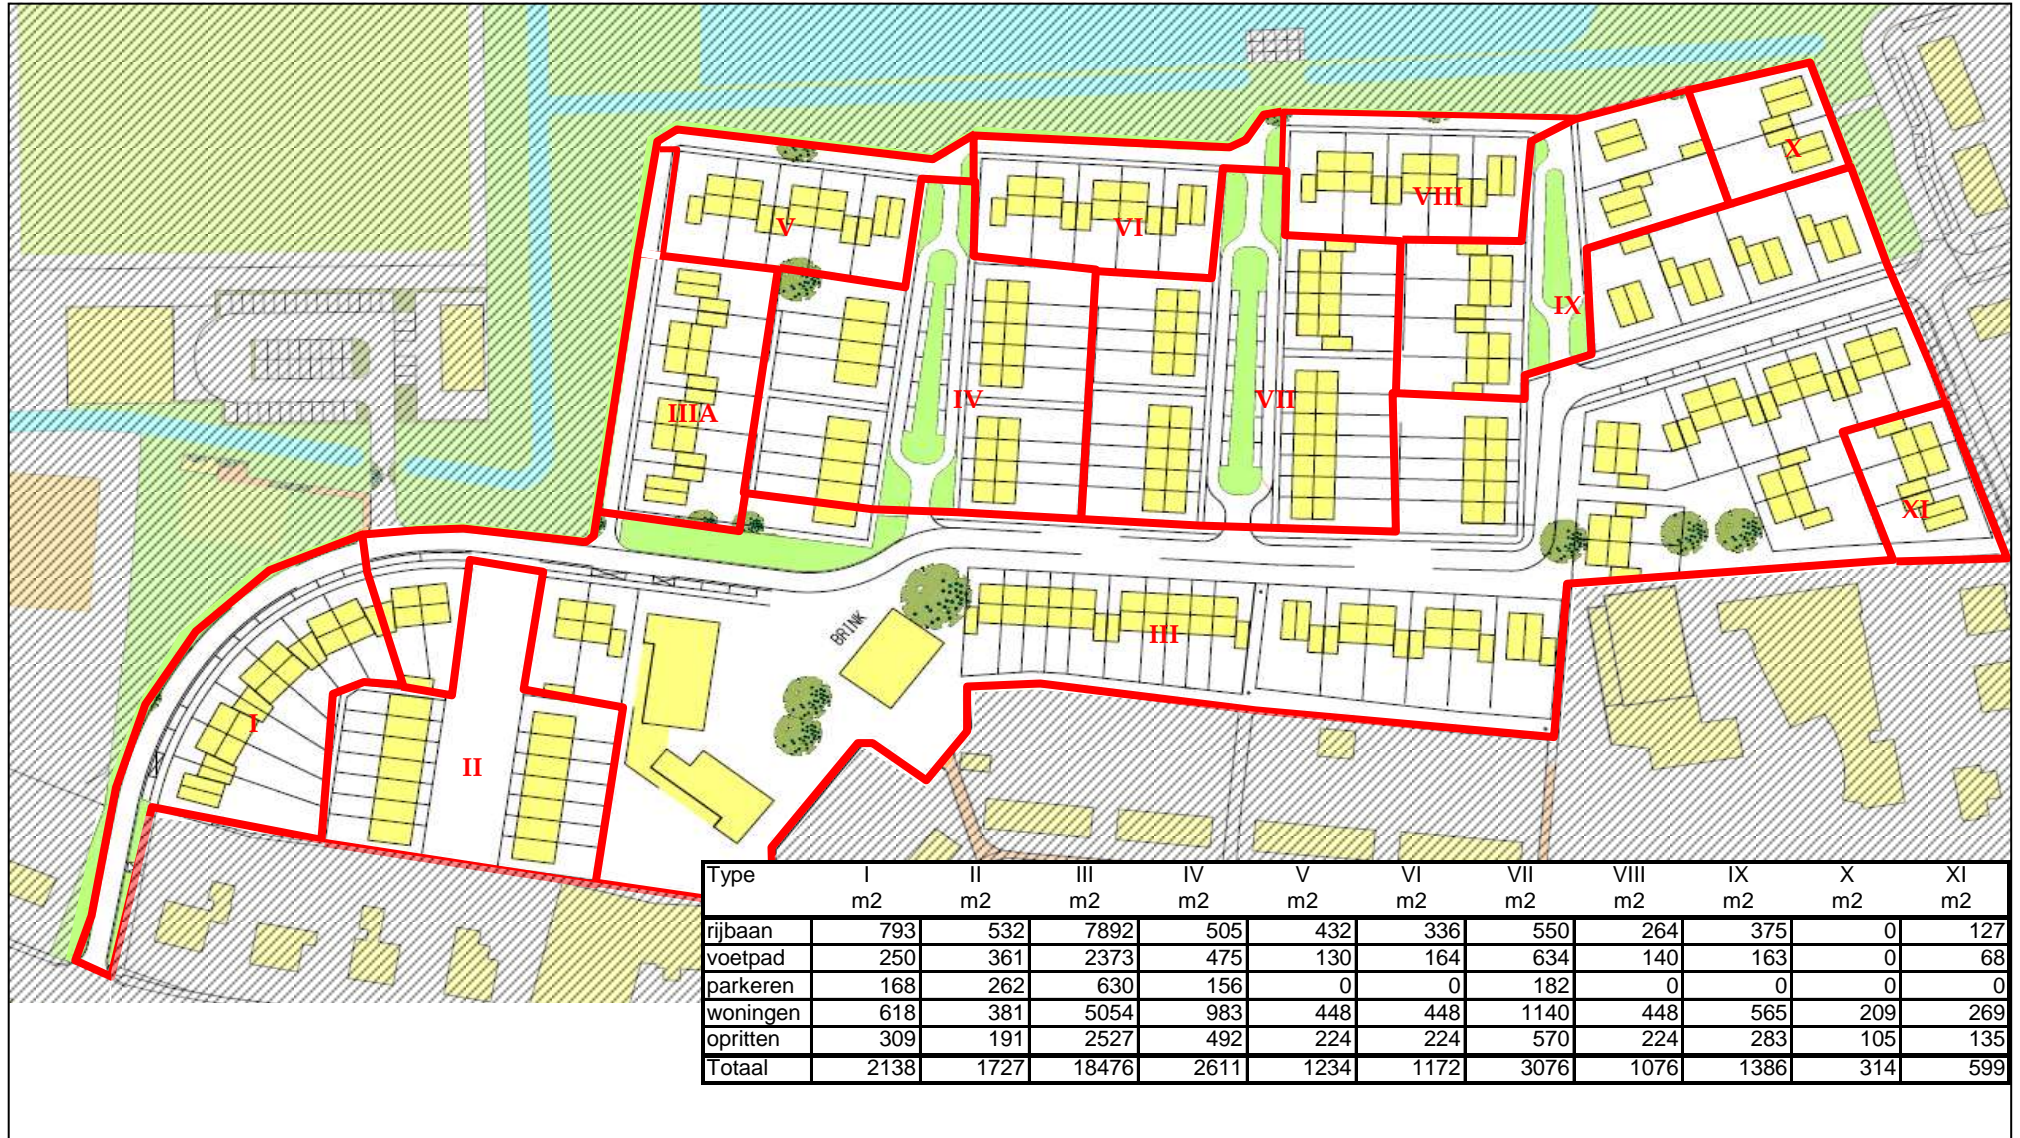 X
V
VI
VIII
IX
IIIA
IV
VII
XI
BRINK
III
I
II
Type I II III IV V VI VII VIII IX X XI
m2 m2 m2 m2 m2 m2 m2 m2 m2 m2 m2
rijbaan 793 532 7892 505 432 336 550 264 375 0 127
voetpad 250 361 2373 475 130 164 634 140 163 0 68
parkeren 168 262 630 156 0 0 182 0 0 0 0
woningen 618 381 5054 983 448 448 1140 448 565 209 269
opritten 309 191 2527 492 224 224 570 224 283 105 135
Totaal 2138 1727 18476 2611 1234 1172 3076 1076 1386 314 599